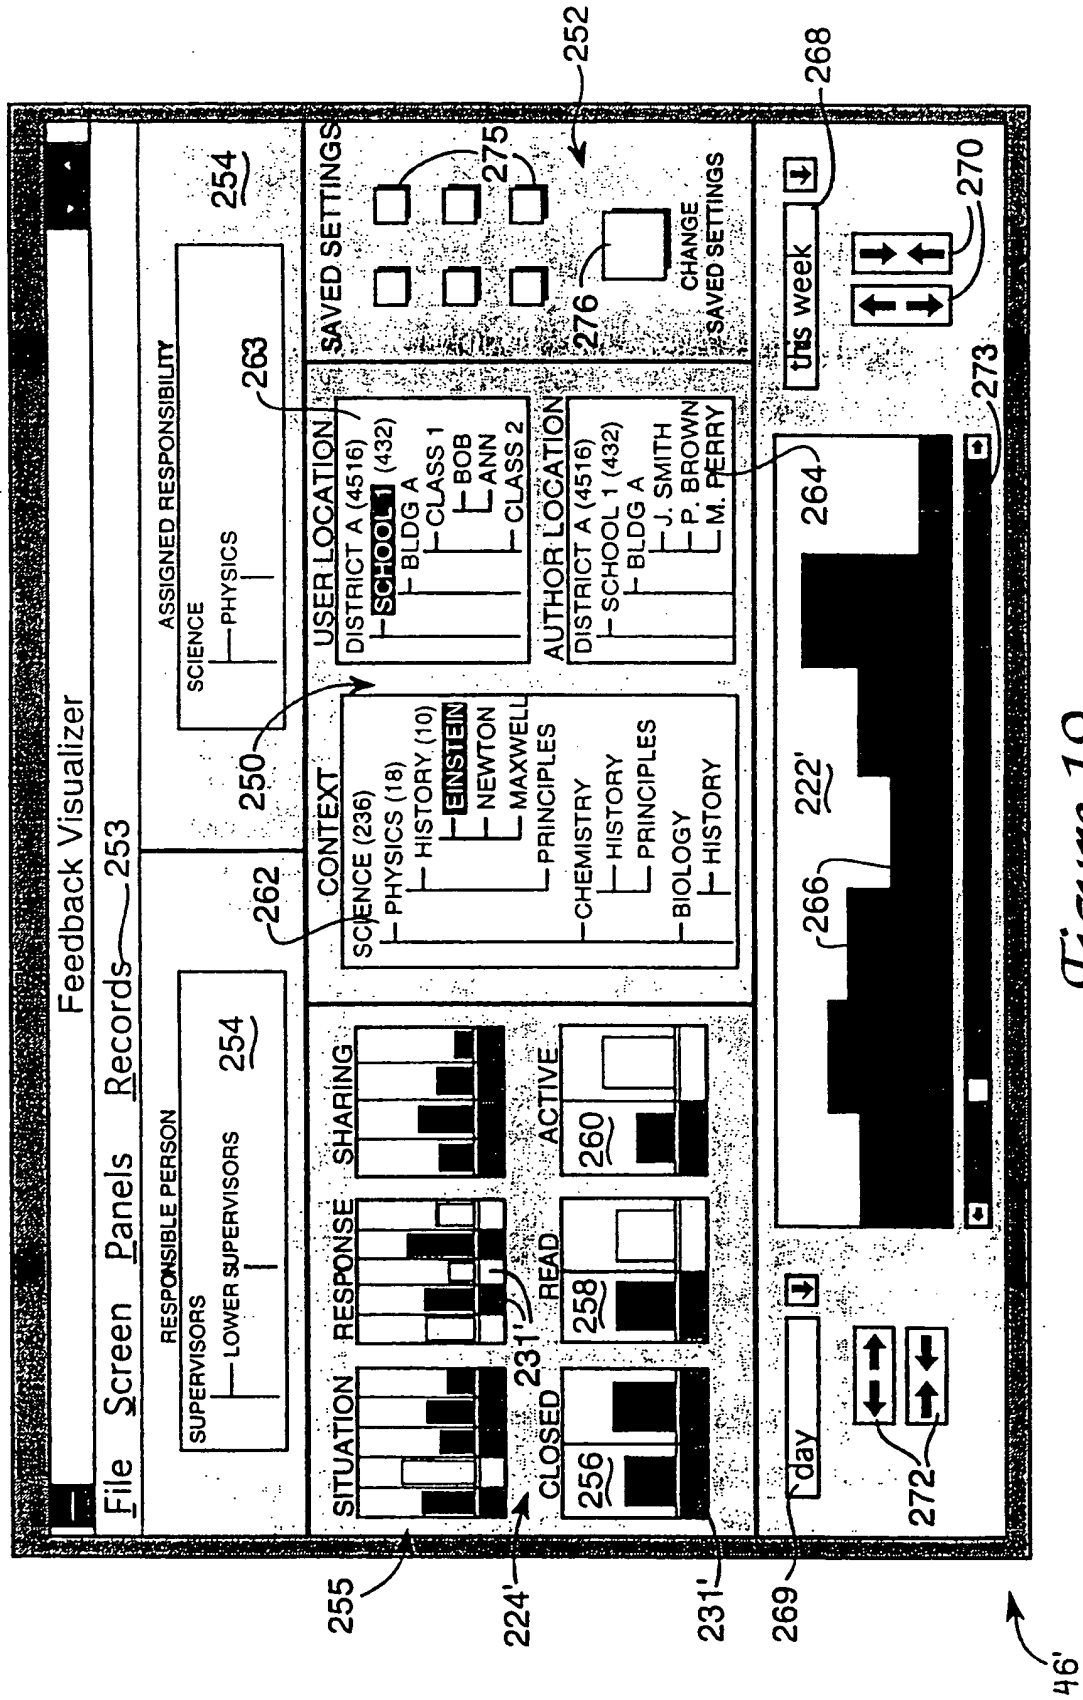 Feedback Visualizer
File Screen Panels Records 253
RESPONSIBLE PERSON
SUPERVISORS
LOWER SUPERVISORS
254
ASSIGNED RESPONSIBILITY
SCIENCE
PHYSICS
254
255
SITUATION
RESPONSE
SHARING
224'
231'
CLOSED
READ
ACTIVE
256
258
260
231'
262
250
263
CONTEXT
SCIENCE (236)
PHYSICS (18)
HISTORY (10)
EINSTEIN
NEWTON
MAXWELL
PRINCIPLES
CHEMISTRY
HISTORY
PRINCIPLES
BIOLOGY
HISTORY
USER LOCATION
DISTRICT A (4516)
SCHOOL 1 (432)
BLDG A
CLASS 1
BOB
ANN
CLASS 2
AUTHOR LOCATION
DISTRICT A (4516)
SCHOOL 1 (432)
BLDG A
J. SMITH
P. BROWN
M. PERRY
SAVED SETTINGS
275
252
276
CHANGE
SAVED SETTINGS
269
day
272
266
222'
264
this week
268
270
273
46'